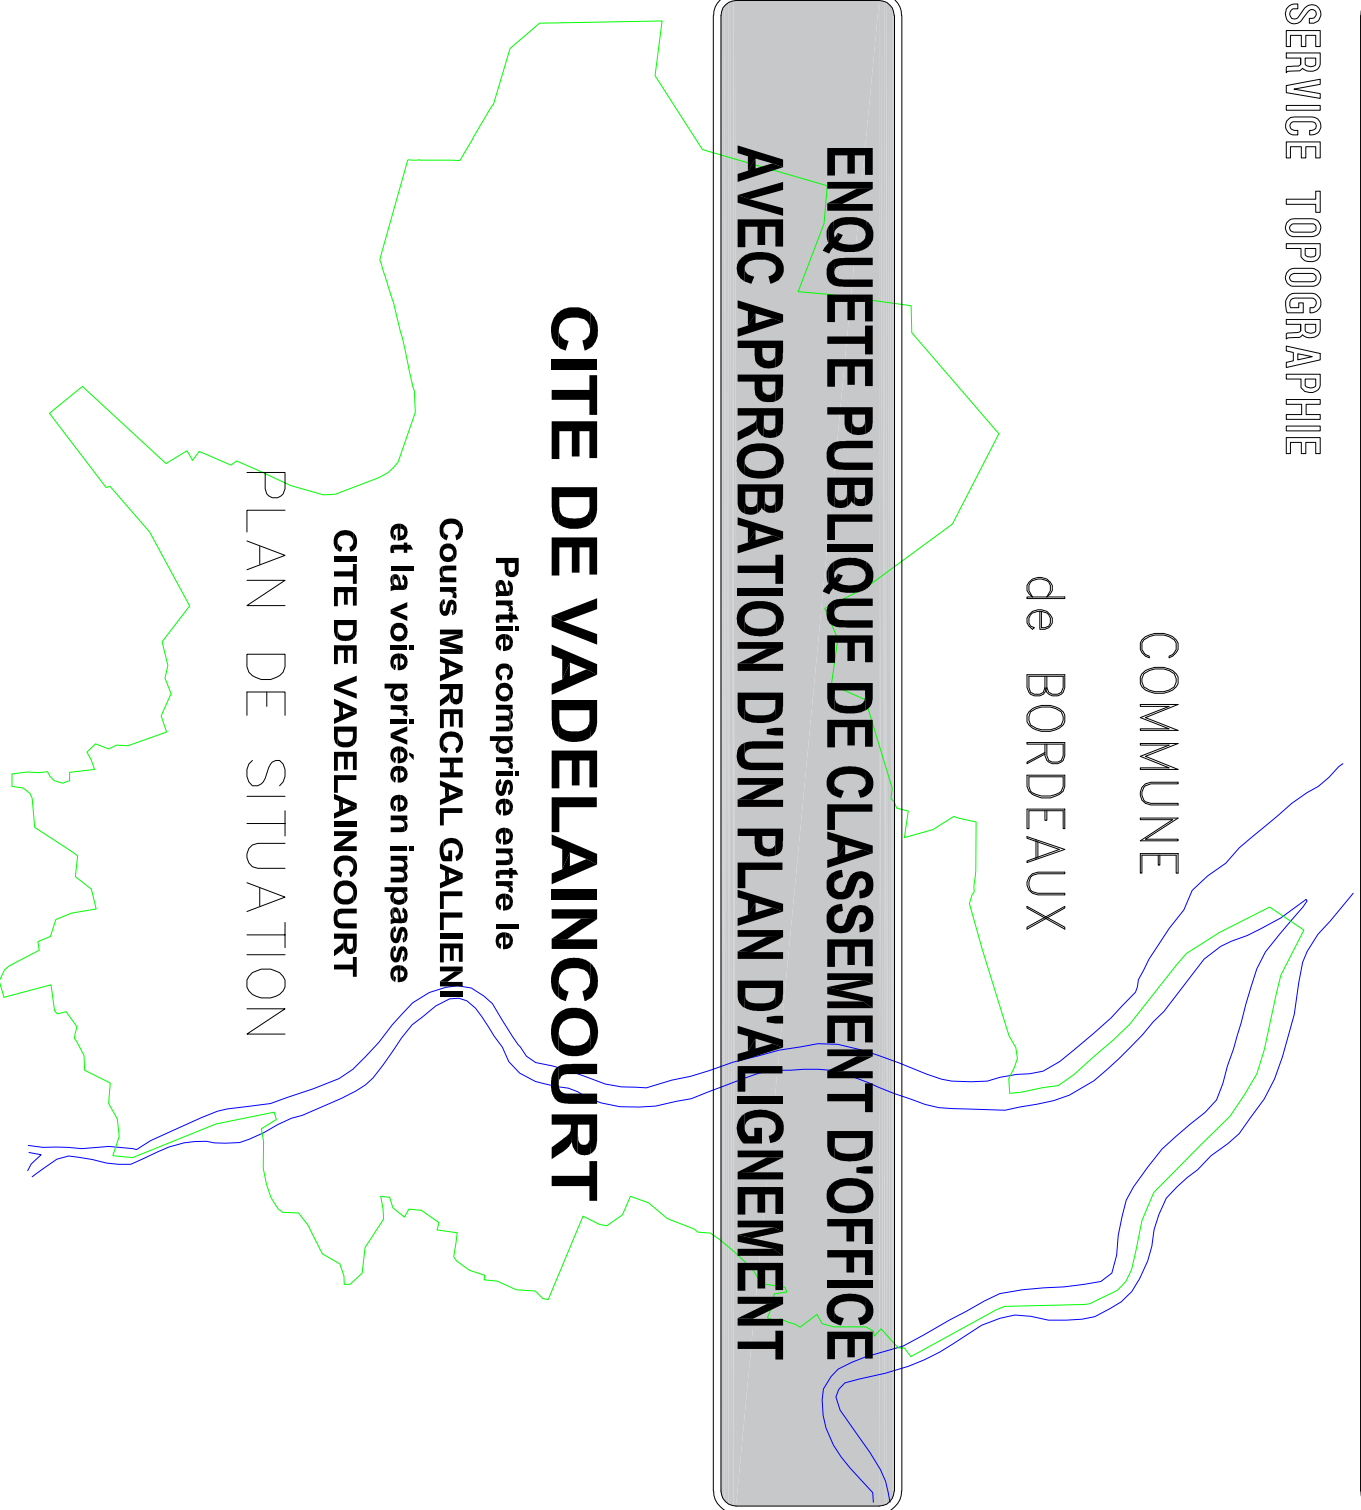 SERVICE TOPOGRAPHIE
COMMUNE
de BORDEAUX
ENQUETE PUBLIQUE DE CLASSEMENT D'OFFICE
AVEC APPROBATION D'UN PLAN D'ALIGNEMENT
CITE DE VADELAINCOURT
Partie comprise entre le
Cours MARECHAL GALLIENI
et la voie privée en impasse
CITE DE VADELAINCOURT
PLAN DE SITUATION